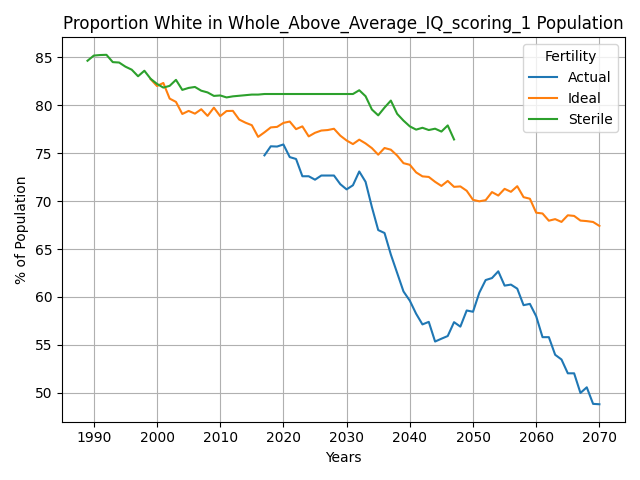 Proportion White in Whole_Above_Average_IQ_scoring_1 Population
Fertility
Actual
Ideal
Sterile
% of Population
85
80
75
70
65
60
55
50
1990 2000 2010 2020 2030 2040 2050 2060 2070
Years